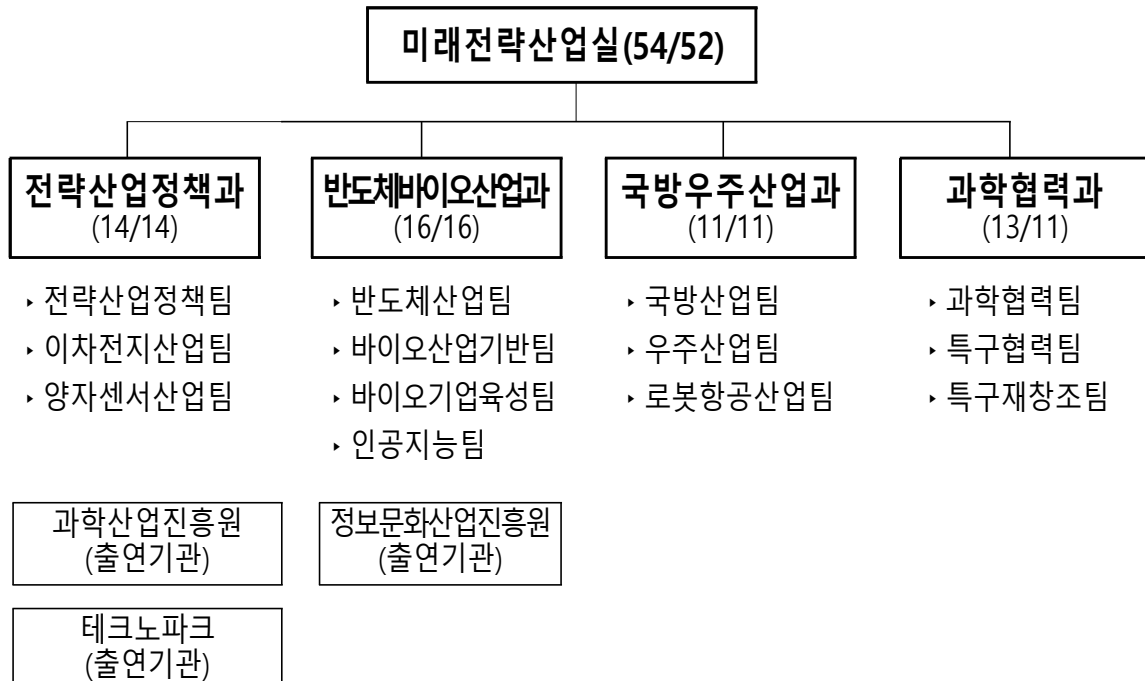 미래전략산업실(54/52)
전략산업정책과
(14/14)
‣ 전략산업정책팀
‣ 이차전지산업팀
‣ 양자센서산업팀
과학산업진흥원
(출연기관)
테크노파크
(출연기관)
반도체바이오산업과
(16/16)
‣ 반도체산업팀
‣ 바이오산업기반팀
‣ 바이오기업육성팀
‣ 인공지능팀
정보문화산업진흥원
(출연기관)
국방우주산업과
(11/11)
‣ 국방산업팀
‣ 우주산업팀
‣ 로봇항공산업팀
과학협력과
(13/11)
‣ 과학협력팀
‣ 특구협력팀
‣ 특구재창조팀